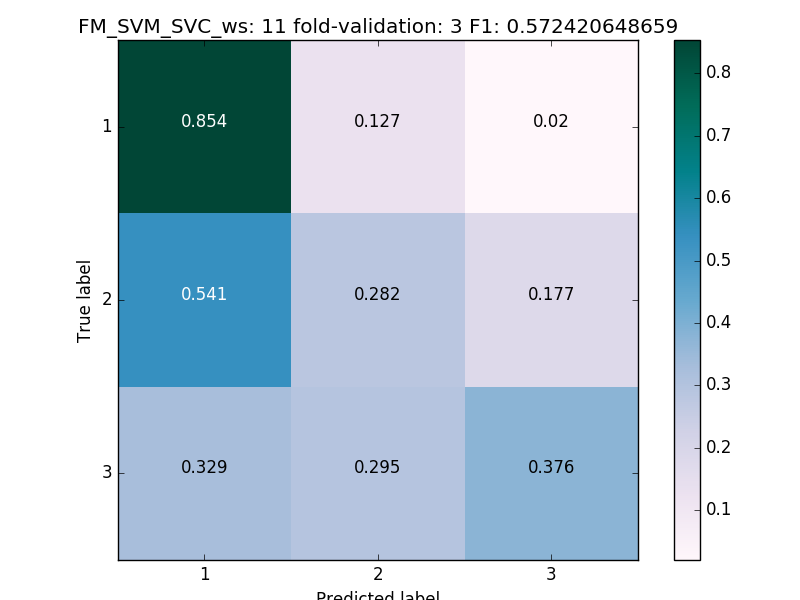 FM_SVM_SVC_ws: 11 fold-validation: 3 F1: 0.572420648659
0.8
1 0.854 0.127 0.02
0.7
0.6
0.5
True label
2 0.541 0.282 0.177
0.4
0.3
0.2
3 0.329 0.295 0.376
0.1
1 2 3
Predicted label